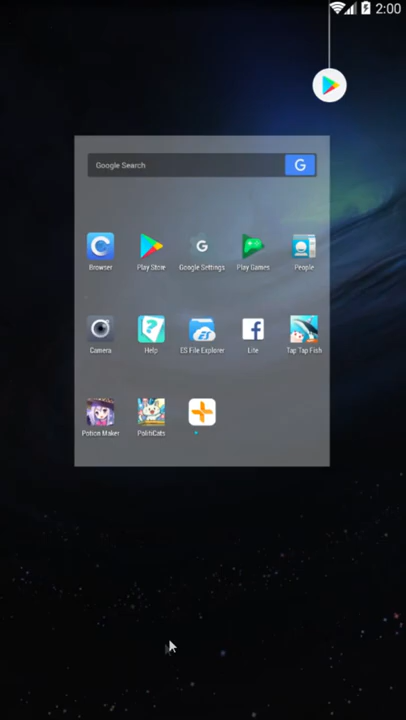 2:00
Google Search
G
Browser
Play Store
G
Google Settings
Play Games
People
Camera
Help
ES File Explorer
Lite
Tap Tap Fish
Potion Maker
PolitiCats